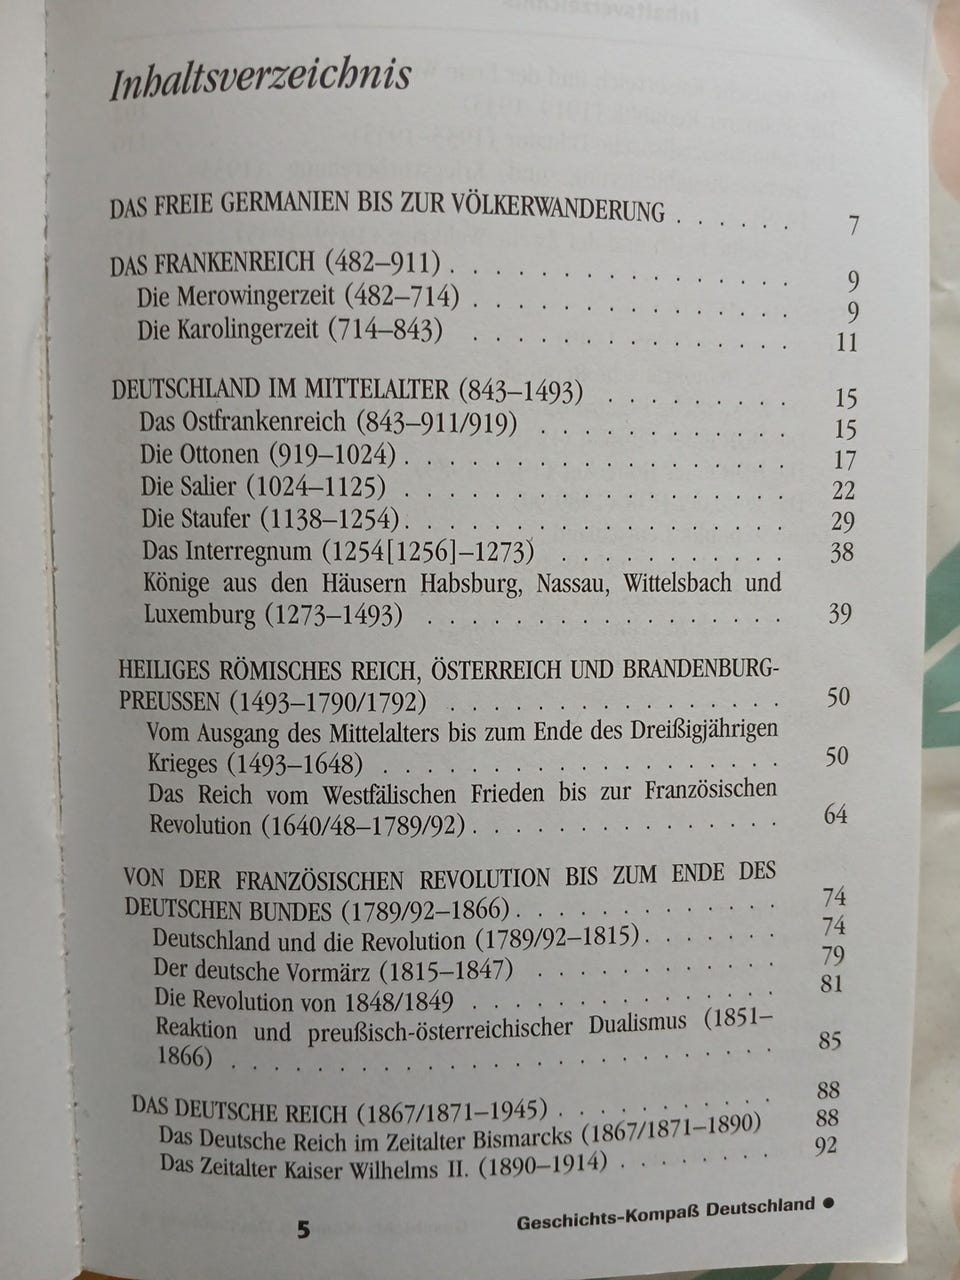 Inhaltsverzeichnis
DAS FREIE GERMANIEN BIS ZUR VÖLKERWANDERUNG . . . . . . 7
DAS FRANKENREICH (482–911) . . . . . . . . . . . . . . . 9
Die Merowingerzeit (482–714) . . . . . . . . . . . . . . 9
Die Karolingerzeit (714–843) . . . . . . . . . . . . . . 11
DEUTSCHLAND IM MITTELALTER (843–1493) . . . . . . . . . 15
Das Ostfrankenreich (843–911/919) . . . . . . . . . . . 15
Die Ottonen (919–1024) . . . . . . . . . . . . . . . . . 17
Die Salier (1024–1125) . . . . . . . . . . . . . . . . . 22
Die Staufer (1138–1254) . . . . . . . . . . . . . . . . . 29
Das Interregnum (1254[1256]–1273) . . . . . . . . . . . 38
Könige aus den Häusern Habsburg, Nassau, Wittelsbach und
Luxemburg (1273–1493) . . . . . . . . . . . . . . . . 39
HEILIGES RÖMISCHES REICH, ÖSTERREICH UND BRANDENBURG-
PREUSSEN (1493–1790/1792) . . . . . . . . . . . . . . . 50
Vom Ausgang des Mittelalters bis zum Ende des Dreißigjährigen
Krieges (1493–1648) . . . . . . . . . . . . . . . . . . 50
Das Reich vom Westfälischen Frieden bis zur Französischen
Revolution (1640/48–1789/92) . . . . . . . . . . . . . . 64
VON DER FRANZÖSISCHEN REVOLUTION BIS ZUM ENDE DES
DEUTSCHEN BUNDES (1789/92–1866) . . . . . . . . . . . . 74
Deutschland und die Revolution (1789/92–1815) . . . . . . . 74
Der deutsche Vormärz (1815–1847) . . . . . . . . . . . 79
Die Revolution von 1848/1849 . . . . . . . . . . . . . . 81
Reaktion und preußisch-österreichischer Dualismus (1851–
1866) . . . . . . . . . . . . . . . . . . . . . . . . 85
DAS DEUTSCHE REICH (1867/1871–1945) . . . . . . . . . . 88
Das Deutsche Reich im Zeitalter Bismarcks (1867/1871–1890) 88
Das Zeitalter Kaiser Wilhelms II. (1890–1914) . . . . . . . . 92
5 Geschichts-Kompaß Deutschland ●